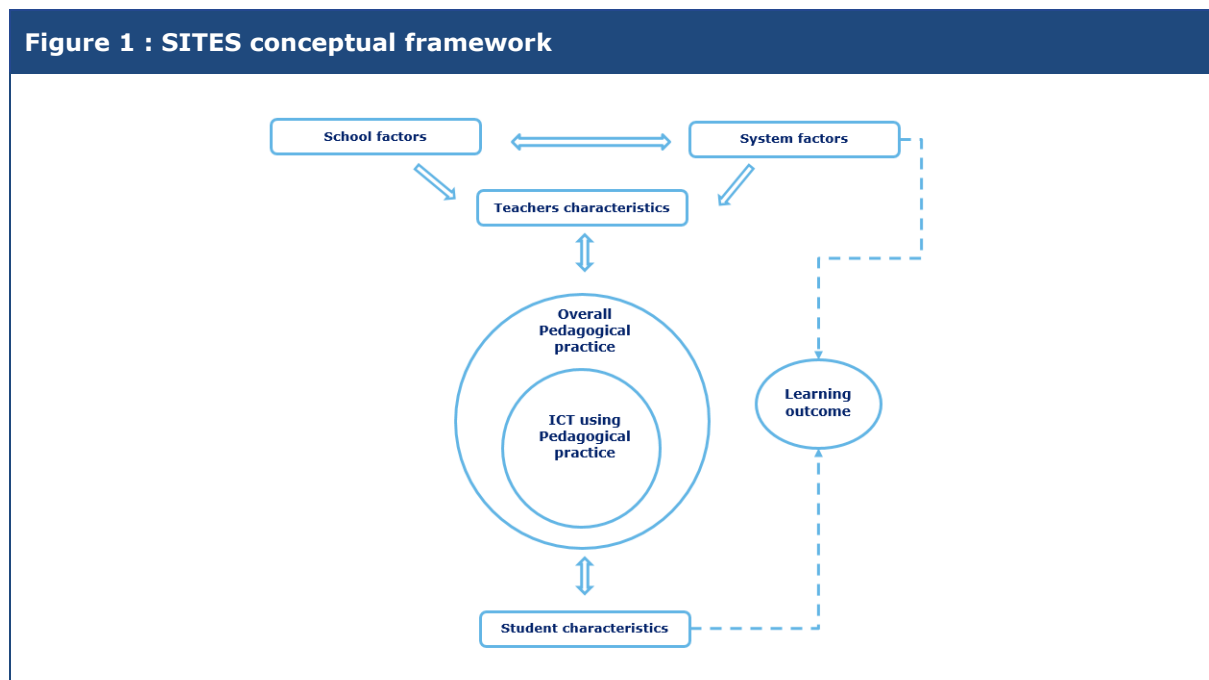 Figure 1 : SITES conceptual framework
School factors
System factors
Teachers characteristics
Overall
Pedagogical
practice
ICT using
Pedagogical
practice
Learning
outcome
Student characteristics